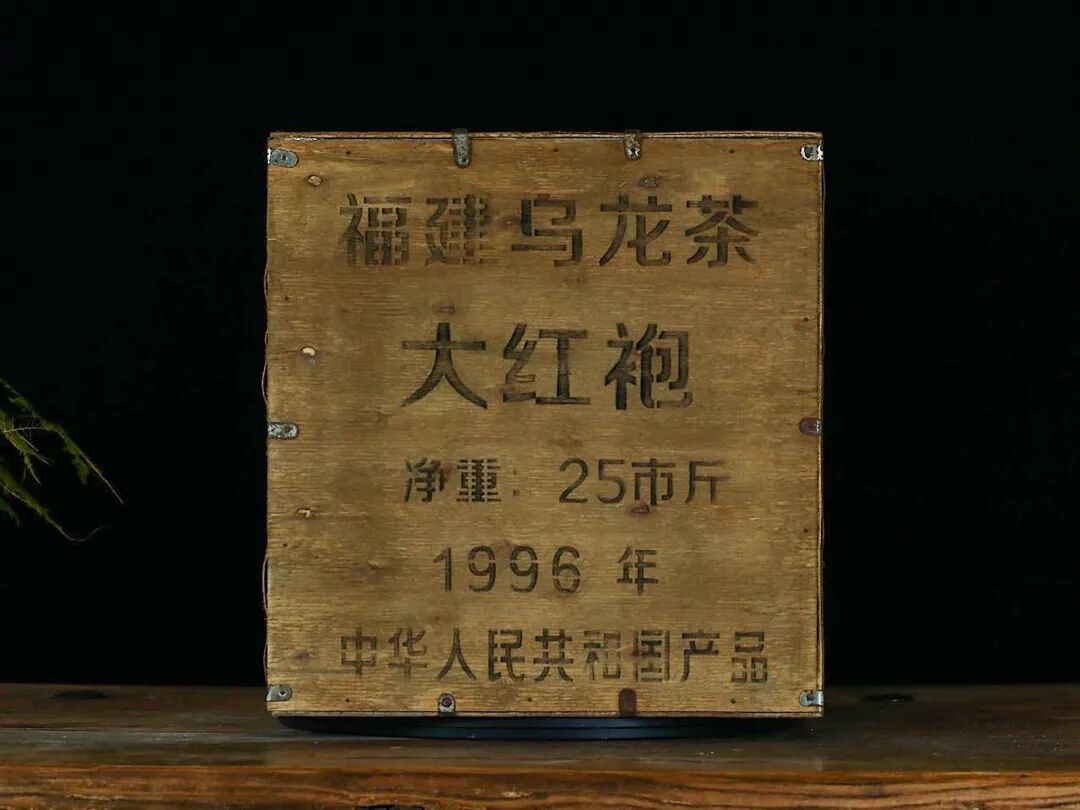 福建乌龙茶
大红袍
净重: 25市斤
1996 年
中华人民共和国产品